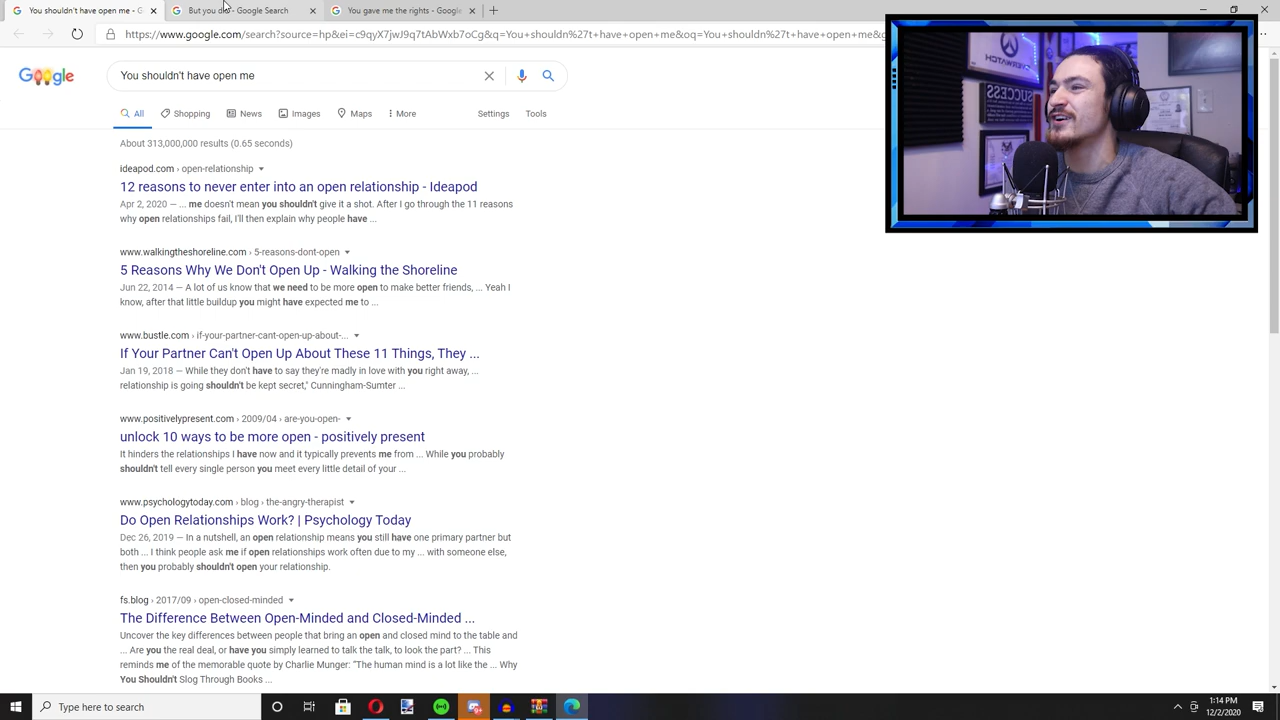 You shouldn't have open me - G
But you did - Google Search
You tho - Google
https://www.google.com/search?source=hp&ei=c9qyX7jwJ9q7tAbWxb7oCg&q=You+shouldn%27t+have+open+me&oq=You+shouldn%27t+have+open+me&g
Google
You shouldn't have open me
All
Shopping
News
Maps
More
Settings
Tools
About 313,000,000 results (0.65 seconds)
ideapod.com › open-relationship
12 reasons to never enter into an open relationship - Ideapod
Apr 2, 2020 — ... me doesn't mean you shouldn't give it a shot. After I go through the 11 reasons
why open relationships fail, I'll then explain why people have ...
www.walkingtheshoreline.com › 5-reasons-dont-open
5 Reasons Why We Don't Open Up - Walking the Shoreline
Jun 22, 2014 — A lot of us know that we need to be more open to make better friends, ... Yeah I
know, after that little buildup you might have expected me to ...
www.bustle.com › if-your-partner-cant-open-up-about-...
If Your Partner Can't Open Up About These 11 Things, They ...
Jan 19, 2018 — While they don't have to say they're madly in love with you right away, ...
relationship is going shouldn't be kept secret," Cunningham-Sumter ...
www.positivelypresent.com › 2009/04 › are-you-open-
unlock 10 ways to be more open - positively present
It hinders the relationships I have now and it typically prevents me from ... While you probably
shouldn't tell every single person you meet every little detail of your ...
www.psychologytoday.com › blog › the-angry-therapist
Do Open Relationships Work? | Psychology Today
Dec 26, 2019 — In a nutshell, an open relationship means you still have one primary partner but
both ... I think people ask me if open relationships work often due to my ... with someone else,
then you probably shouldn't open your relationship.
fs.blog › 2017/09 › open-closed-minded
The Difference Between Open-Minded and Closed-Minded ...
Uncover the key differences between people that bring an open and closed mind to the table and
... Are you the real deal, or have you simply learned to talk the talk, to look the part? ... This
reminds me of the memorable quote by Charlie Munger: "The human mind is a lot like the ... Why
You Shouldn't Slog Through Books ...
OVERWATCH
SUCCESS
Type here to search
1:14 PM
12/2/2020